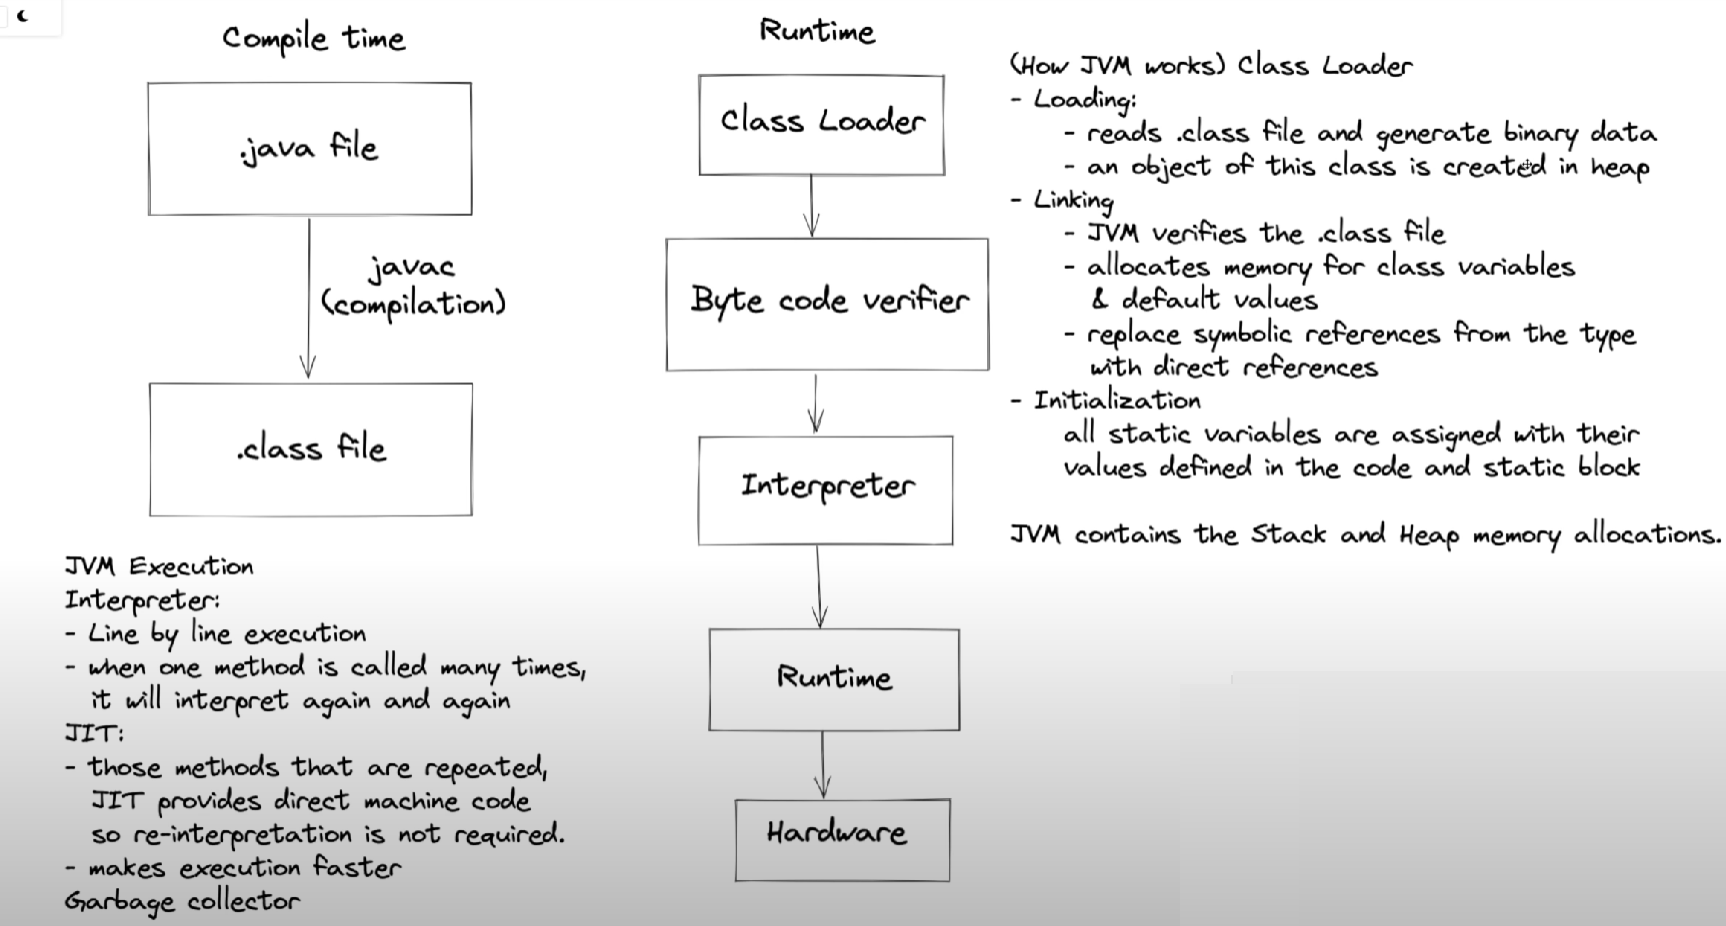 Compile time
.java file
javac
(compilation)
.class file
JVM Execution
Interpreter:
- Line by line execution
- when one method is called many times,
it will interpret again and again
JIT:
- those methods that are repeated,
JIT provides direct machine code
so re-interpretation is not required.
- makes execution faster
Garbage collector
Runtime
Class Loader
Byte code verifier
Interpreter
Runtime
Hardware
(How JVM works) Class Loader
- Loading:
- reads .class file and generate binary data
- an object of this class is created in heap
- Linking
- JVM verifies the .class file
- allocates memory for class variables
& default values
- replace symbolic references from the type
with direct references
- Initialization
all static variables are assigned with their
values defined in the code and static block
JVM contains the Stack and Heap memory allocations.